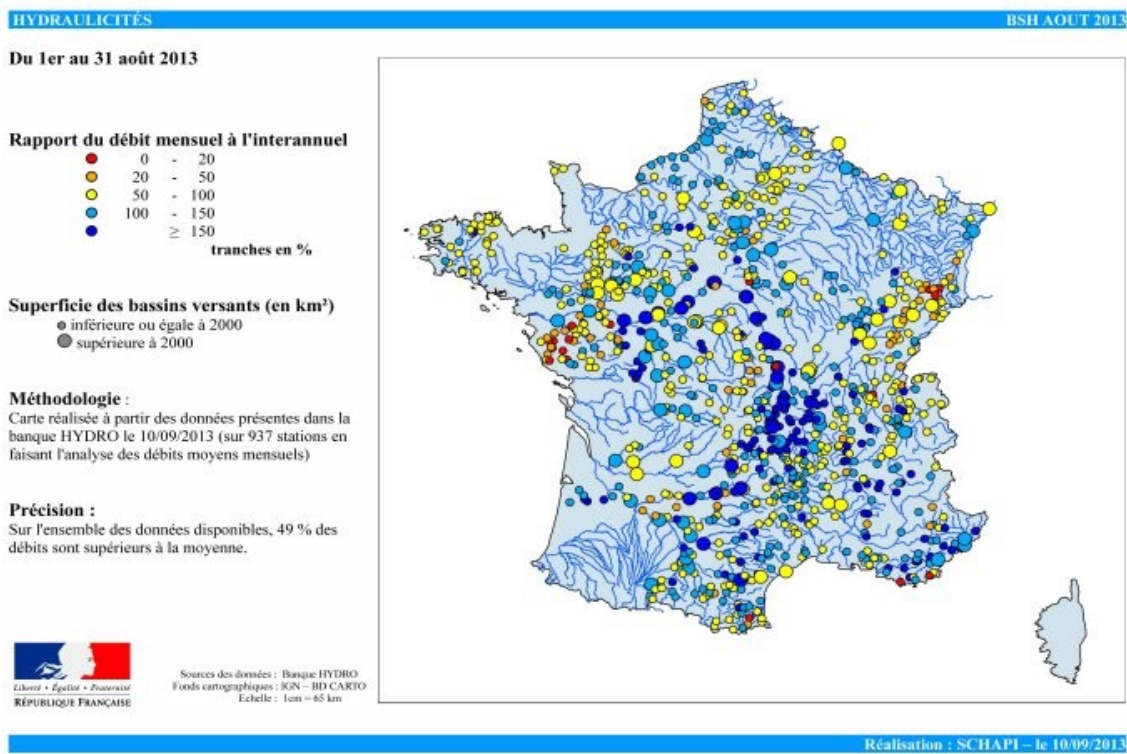 HYDRAULICITÉS
BSH AOUT 2013
Du 1er au 31 août 2013
Rapport du débit mensuel à l'interannuel
0 - 20
20 - 50
50 - 100
100 - 150
≥ 150
tranches en %
Superficie des bassins versants (en km²)
inférieure ou égale à 2000
supérieure à 2000
Méthodologie :
Carte réalisée à partir des données présentes dans la
banque HYDRO le 10/09/2013 (sur 937 stations en
faisant l'analyse des débits moyens mensuels)
Précision :
Sur l'ensemble des données disponibles, 49 % des
débits sont supérieurs à la moyenne.
Liberté • Égalité • Fraternité
RÉPUBLIQUE FRANÇAISE
Sources des données : Banque HYDRO
Fonds cartographiques : IGN – BD CARTO
Echelle : 1cm = 65 km
Réalisation : SCHAPI – le 10/09/2013